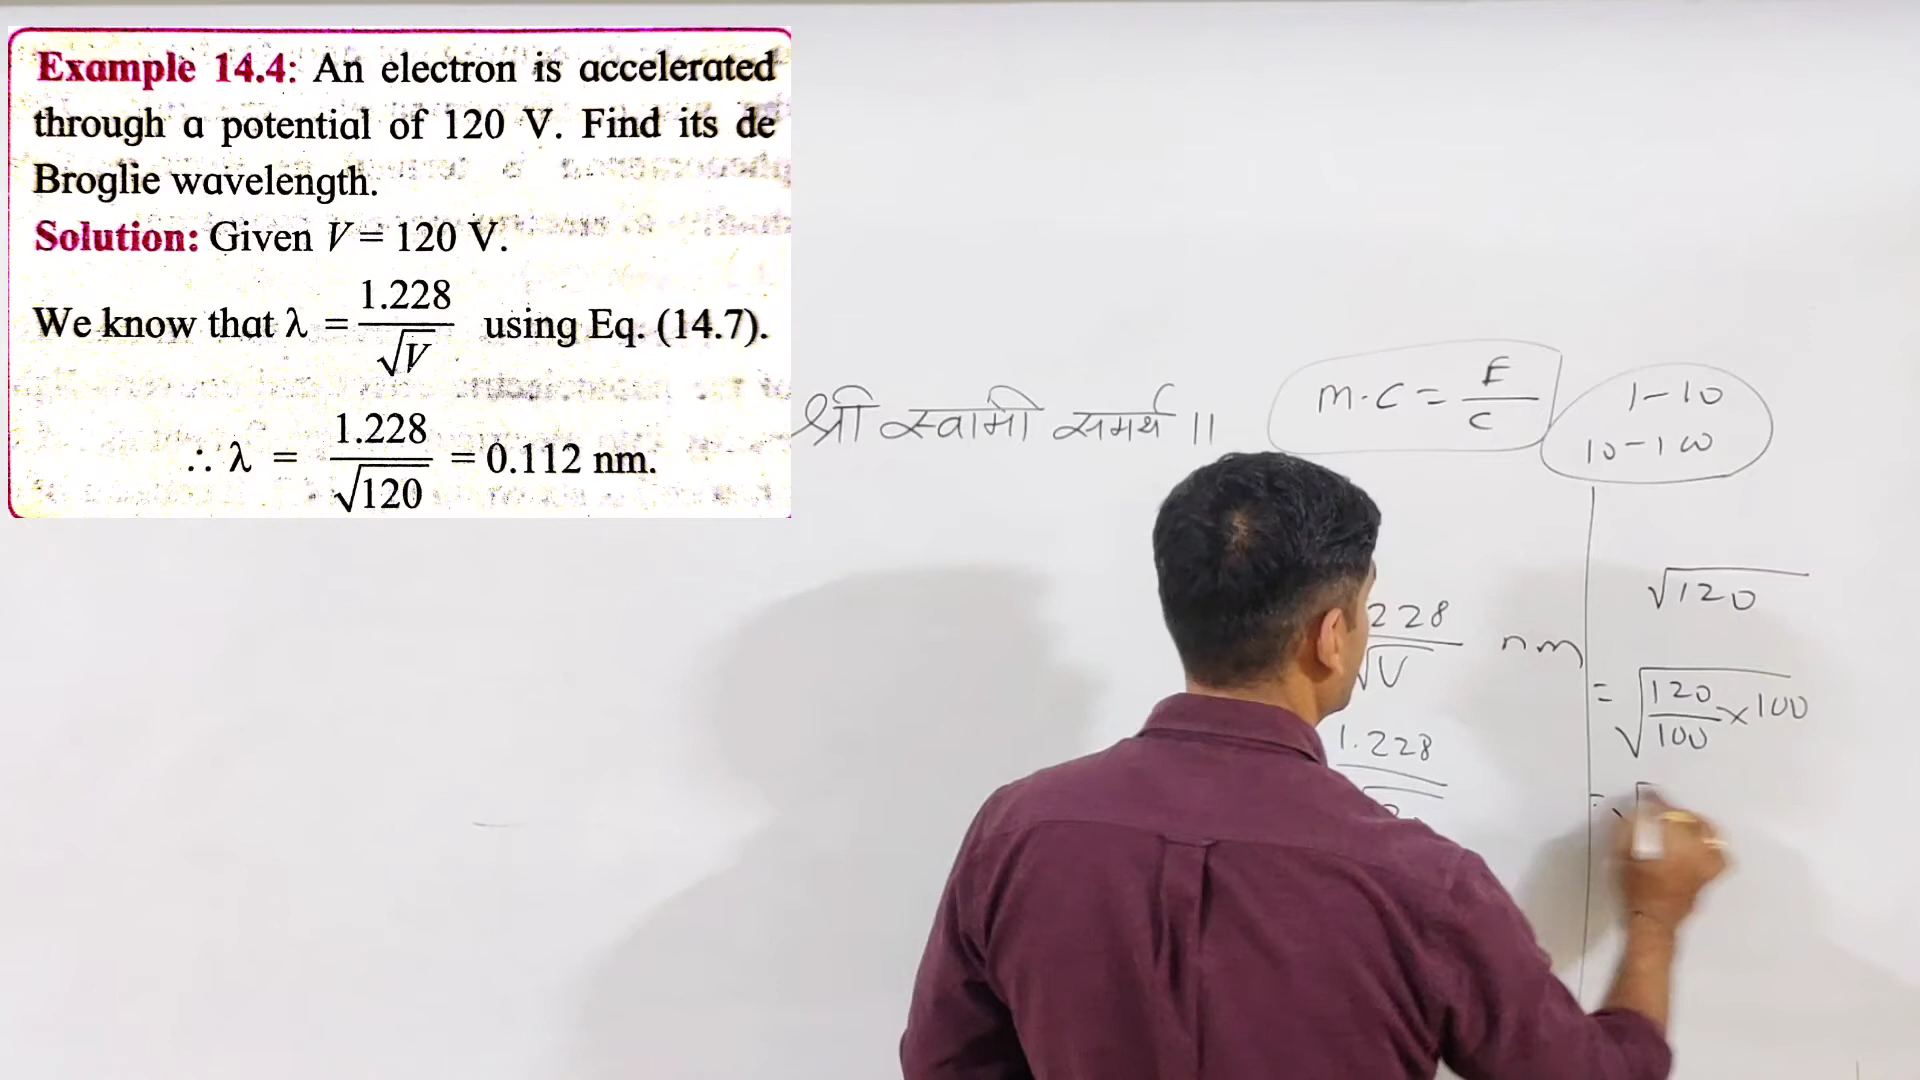 Example 14.4: An electron is accelerated
through a potential of 120 V. Find its de
Broglie wavelength.
Solution: Given V = 120 V.
We know that λ = 1.228 / √V using Eq. (14.7).
∴ λ = 1.228 / √120 = 0.112 nm.
श्री स्वामी समर्थ ||
m·c = E / c
1-10
10-100
228 / √V nm
1.228
√120
= √120/100 × 100
= √